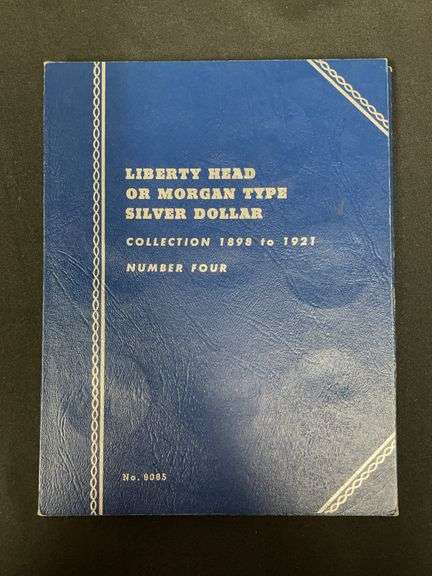 LIBERTY HEAD
OR MORGAN TYPE
SILVER DOLLAR
COLLECTION 1898 to 1921
NUMBER FOUR
No. 9085